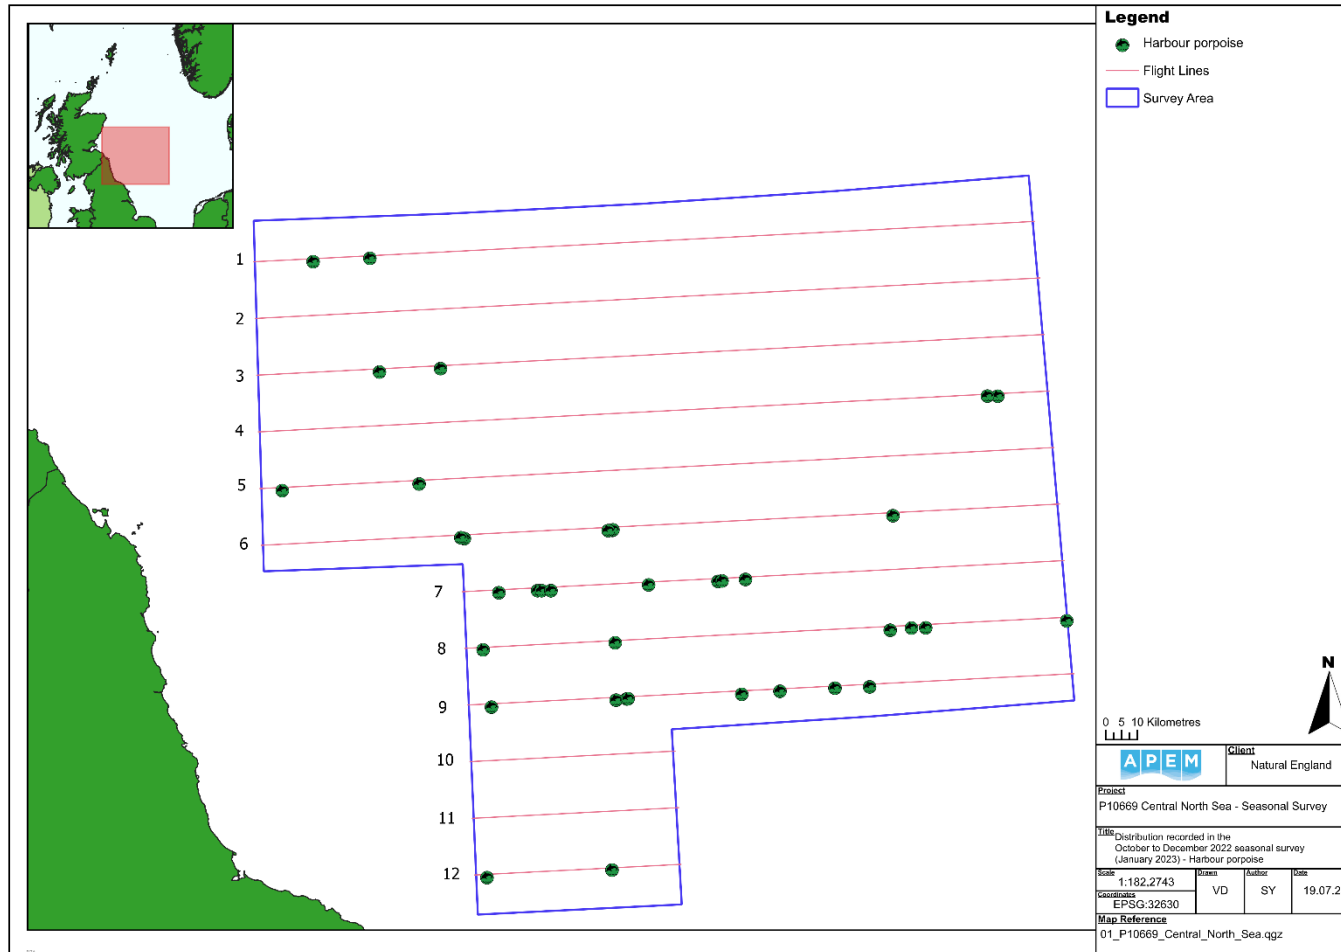 Legend
Harbour porpoise
Flight Lines
Survey Area
1
2
3
4
5
6
7
8
9
10
11
12
N
0 5 10 Kilometres
APEM
Client
Natural England
Project
P10669 Central North Sea - Seasonal Survey
Title
Distribution recorded in the
October to December 2022 seasonal survey
(January 2023) - Harbour porpoise
Scale
1:182,2743
Drawn
VD
Author
SY
Date
19.07.2
Coordinates
EPSG:32630
Map Reference
01_P10669_Central_North_Sea.qgz